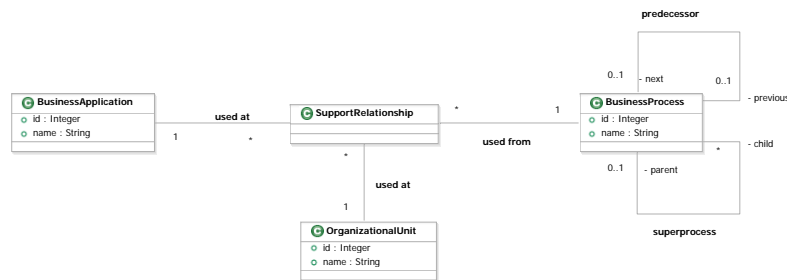 predecessor
0..1
- next
0..1
- previous
C BusinessApplication
id : Integer
name : String
used at
1
*
C SupportRelationship
*
1
used from
C BusinessProcess
id : Integer
name : String
- child
*
0..1
- parent
superprocess
*
used at
1
C OrganizationalUnit
id : Integer
name : String